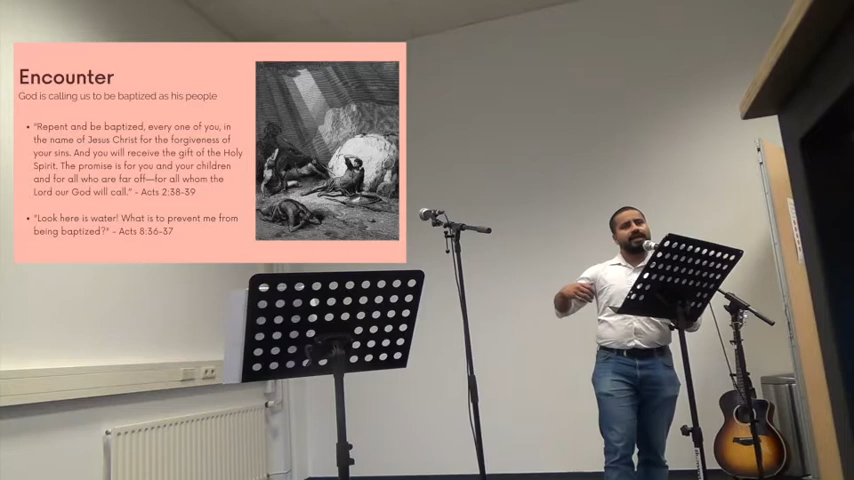 Encounter
God is calling us to be baptized as his people
• "Repent and be baptized, every one of you, in
the name of Jesus Christ for the forgiveness of
your sins. And you will receive the gift of the Holy
Spirit. The promise is for you and your children
and for all who are far off—for all whom the
Lord our God will call." - Acts 2:38-39
• "Look here is water! What is to prevent me from
being baptized?" - Acts 8:36-37